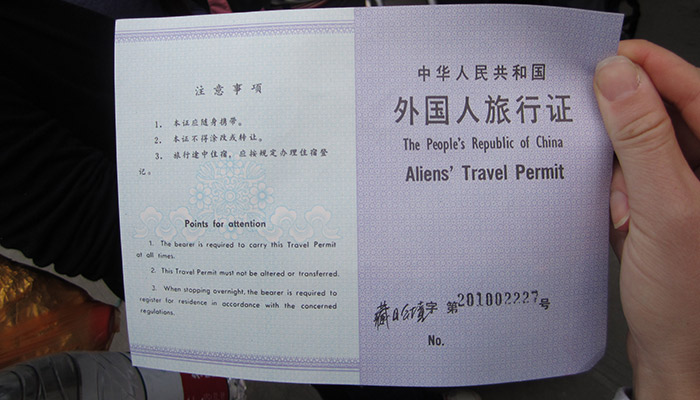 注意事项
1. 本证应随身携带。
2. 本证不得涂改或转让。
3. 旅行途中住宿，应按规定办理住宿登
记。
Points for attention
1. The bearer is required to carry this Travel Permit
at all times.
2. This Travel Permit must not be altered or transferred.
3. When stopping overnight, the bearer is required to
register for residence in accordance with the concerned
regulations.
中华人民共和国
外国人旅行证
The People's Republic of China
Aliens' Travel Permit
藏 字 第201002227号
No.